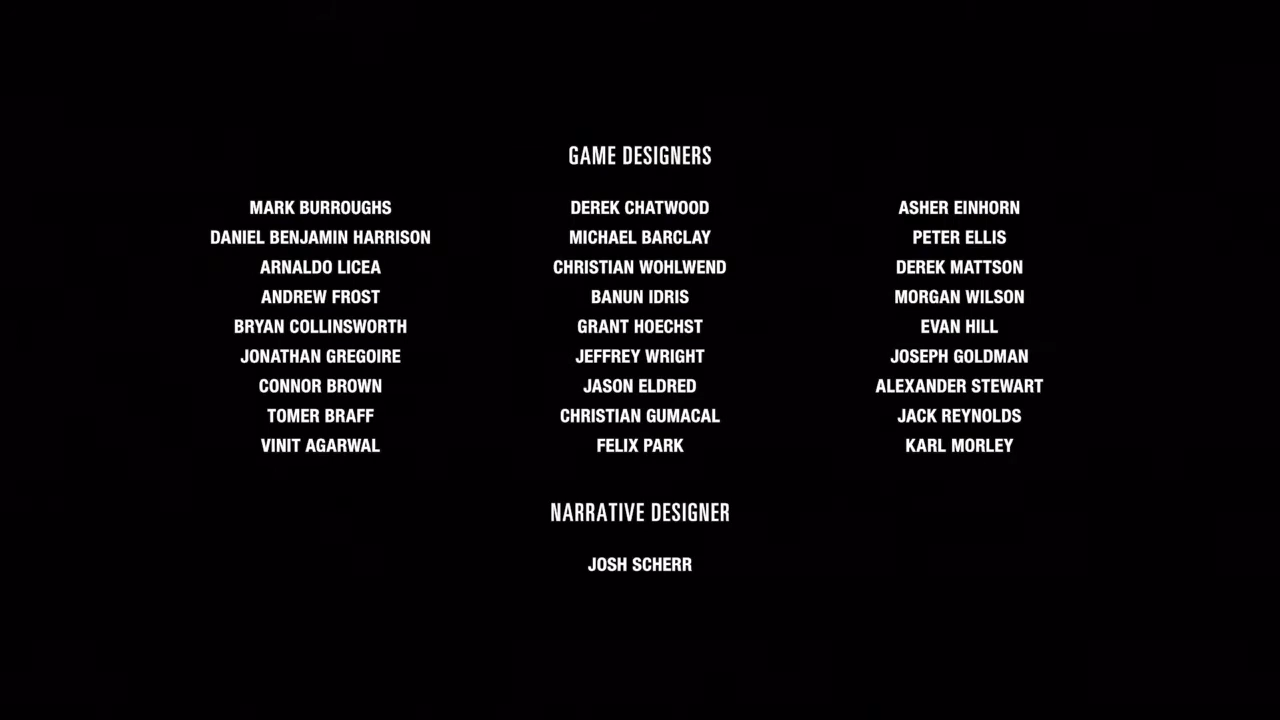 GAME DESIGNERS
MARK BURROUGHS DEREK CHATWOOD ASHER EINHORN
DANIEL BENJAMIN HARRISON MICHAEL BARCLAY PETER ELLIS
ARNALDO LICEA CHRISTIAN WOHLWEND DEREK MATTSON
ANDREW FROST BANUN IDRIS MORGAN WILSON
BRYAN COLLINSWORTH GRANT HOECHST EVAN HILL
JONATHAN GREGOIRE JEFFREY WRIGHT JOSEPH GOLDMAN
CONNOR BROWN JASON ELDRED ALEXANDER STEWART
TOMER BRAFF CHRISTIAN GUMACAL JACK REYNOLDS
VINIT AGARWAL FELIX PARK KARL MORLEY
NARRATIVE DESIGNER
JOSH SCHERR